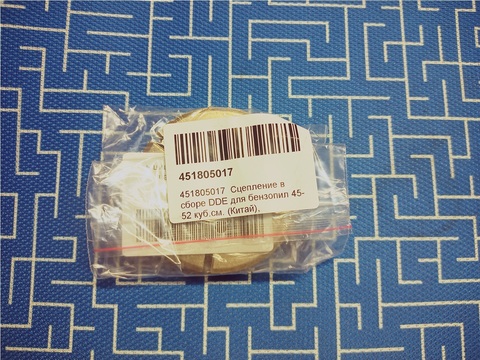 451805017
451805017 Сцепление в
сборе DDE для бензопил 45-
52 куб.см. (Китай),